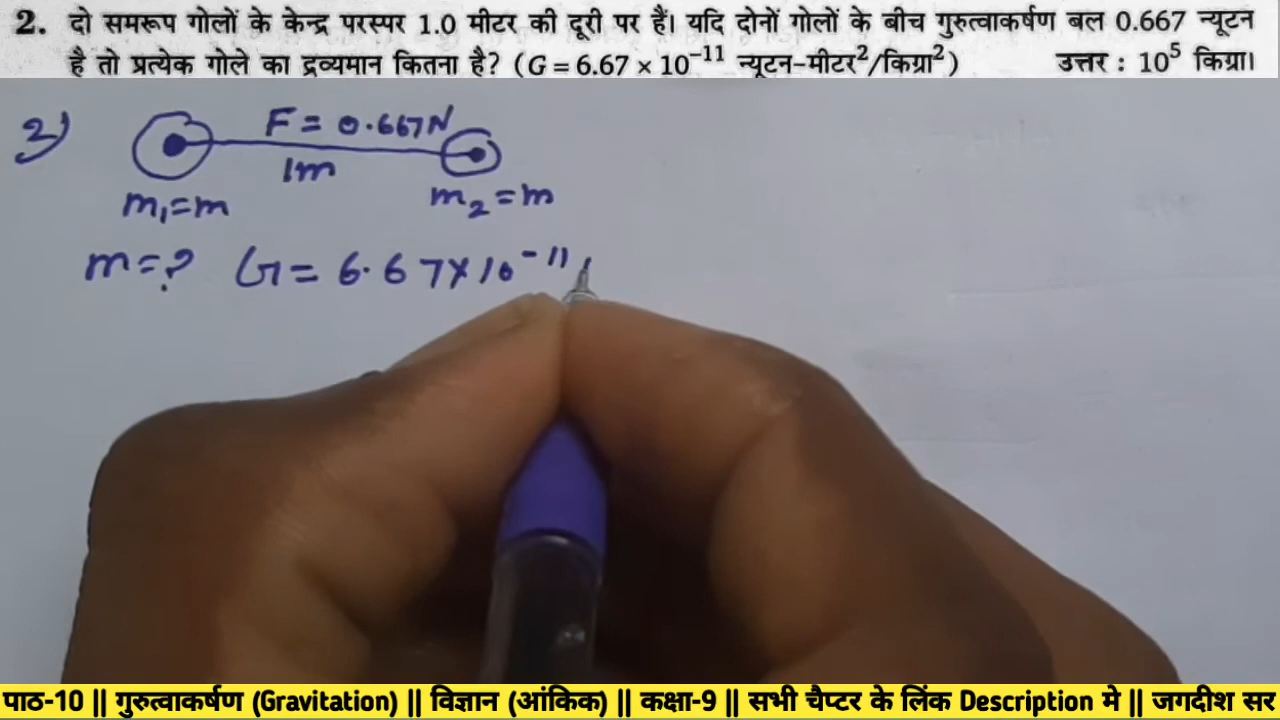 2. दो समरूप गोलों के केन्द्र परस्पर 1.0 मीटर की दूरी पर हैं। यदि दोनों गोलों के बीच गुरुत्वाकर्षण बल 0.667 न्यूटन
है तो प्रत्येक गोले का द्रव्यमान कितना है? (G = 6.67 × 10⁻¹¹ न्यूटन-मीटर²/किग्रा²) उत्तर : 10⁵ किग्रा।
2) F = 0.667N
1m
m₁=m m₂=m
m=? G = 6.67×10⁻¹¹
पाठ-10 || गुरुत्वाकर्षण (Gravitation) || विज्ञान (आंकिक) || कक्षा-9 || सभी चैप्टर के लिंक Description मे || जगदीश सर